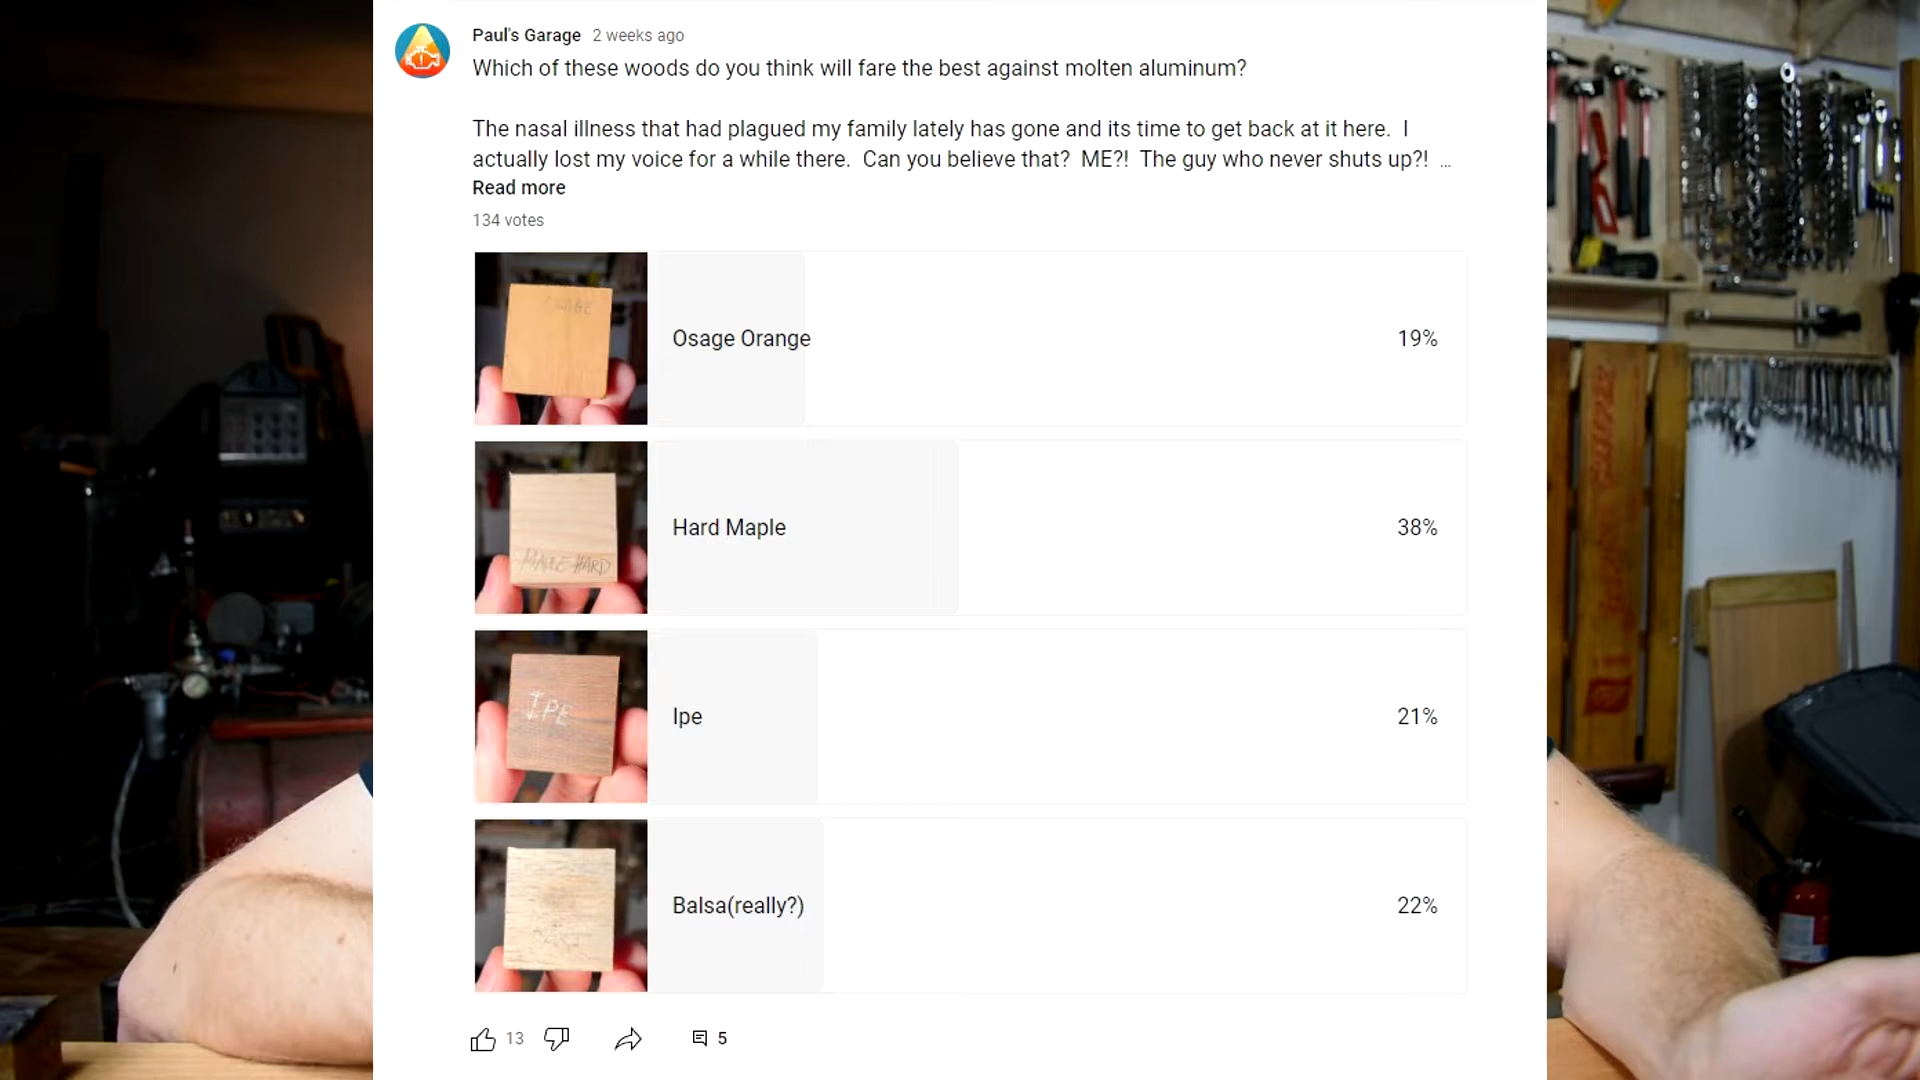 Paul's Garage 2 weeks ago
Which of these woods do you think will fare the best against molten aluminum?
The nasal illness that had plagued my family lately has gone and its time to get back at it here. I
actually lost my voice for a while there. Can you believe that? ME?! The guy who never shuts up?! ...
Read more
134 votes
Osage Orange 19%
MAPLE HARD
Hard Maple 38%
IPE
Ipe 21%
Balsa(really?) 22%
13 5